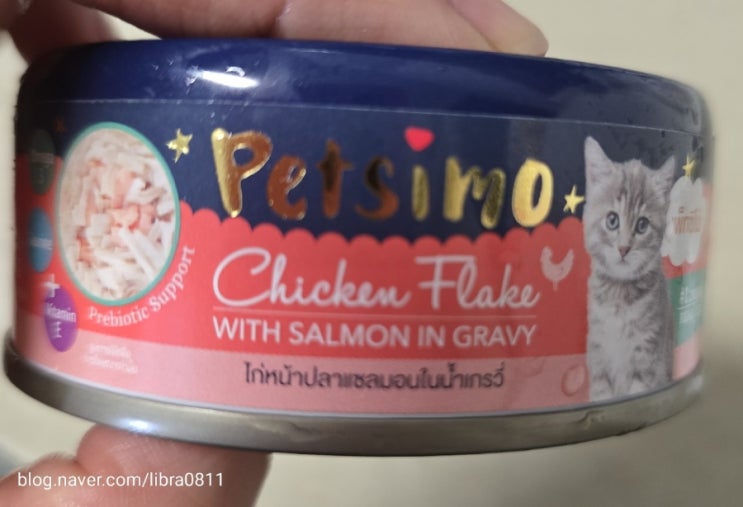 Petsimo
Chicken Flake
WITH SALMON IN GRAVY
ไก่หน้าปลาแซลมอนในน้ำเกรวี่
Prebiotic Support
+
Vitamin
E
blog.naver.com/libra0811